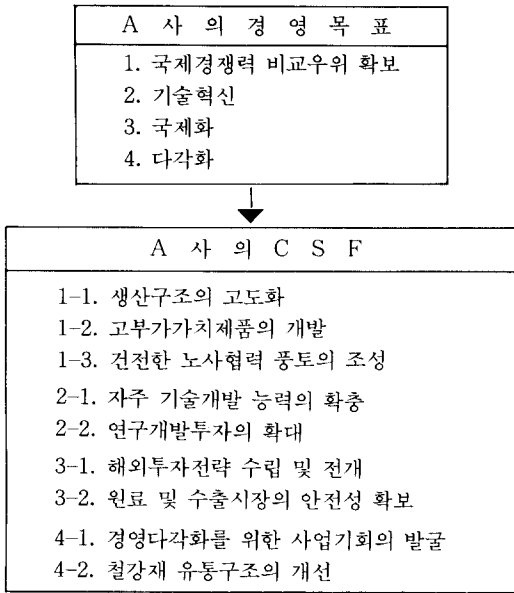 A 사 의 경 영 목 표
1. 국제경쟁력 비교우위 확보
2. 기술혁신
3. 국제화
4. 다각화
A 사 의 C S F
1-1. 생산구조의 고도화
1-2. 고부가가치제품의 개발
1-3. 건전한 노사협력 풍토의 조성
2-1. 자주 기술개발 능력의 확충
2-2. 연구개발투자의 확대
3-1. 해외투자전략 수립 및 전개
3-2. 원료 및 수출시장의 안전성 확보
4-1. 경영다각화를 위한 사업기회의 발굴
4-2. 철강재 유통구조의 개선